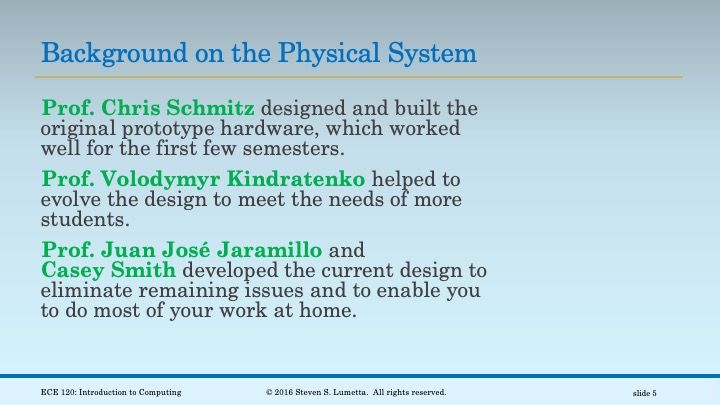 Background on the Physical System
Prof. Chris Schmitz designed and built the
original prototype hardware, which worked
well for the first few semesters.
Prof. Volodymyr Kindratenko helped to
evolve the design to meet the needs of more
students.
Prof. Juan José Jaramillo and
Casey Smith developed the current design to
eliminate remaining issues and to enable you
to do most of your work at home.
ECE 120: Introduction to Computing
© 2016 Steven S. Lumetta. All rights reserved.
slide 5